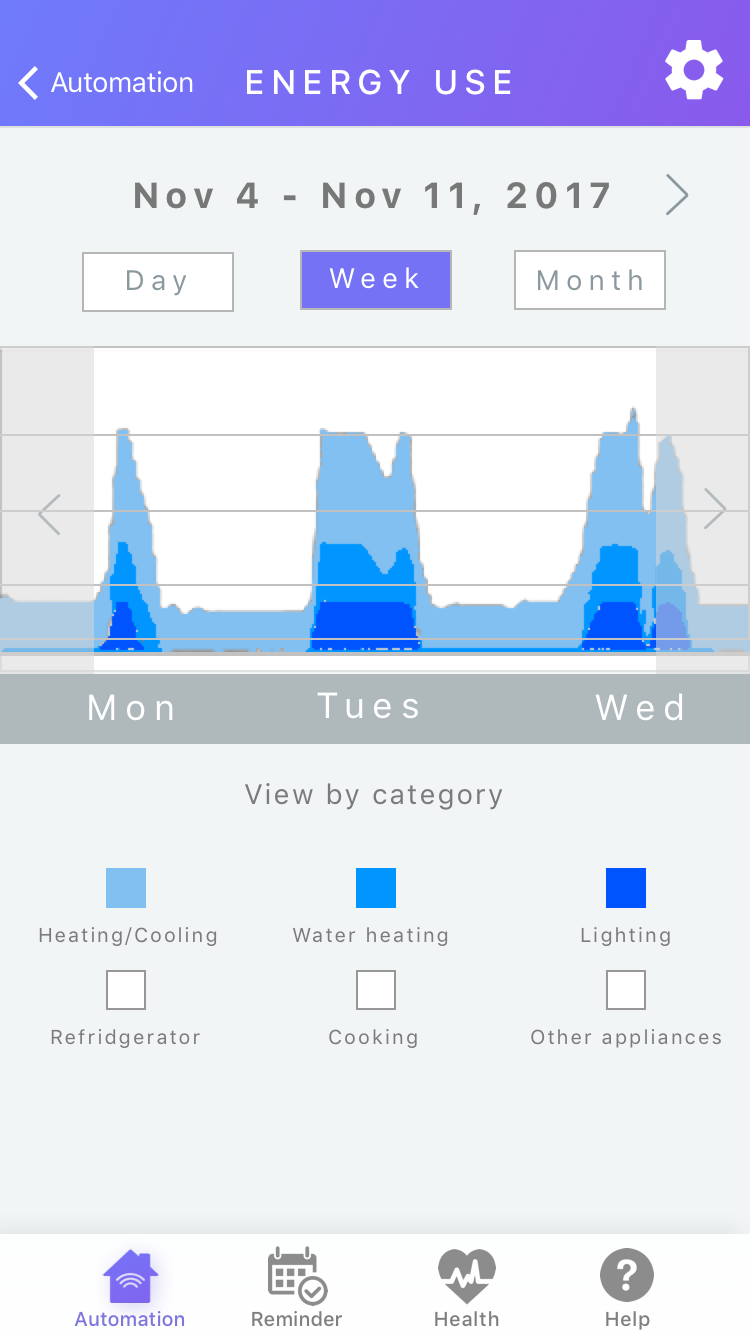 Automation ENERGY USE
Nov 4 - Nov 11, 2017
Day Week Month
Mon Tues Wed
View by category
Heating/Cooling Water heating Lighting
Refridgerator Cooking Other appliances
Automation Reminder Health Help